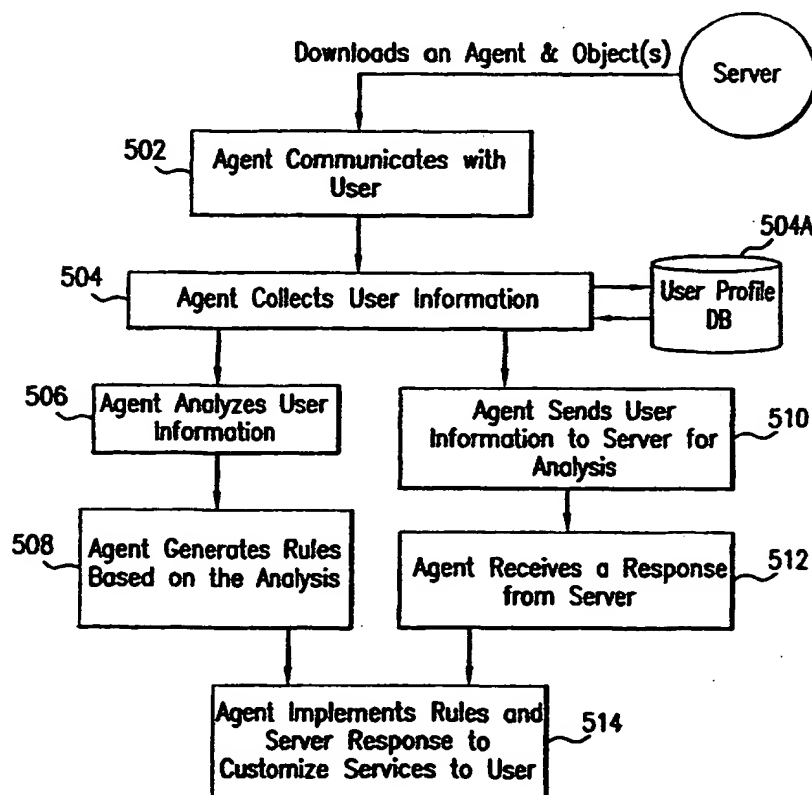 Downloads an Agent & Object(s)
Server
502
Agent Communicates with
User
504A
504
Agent Collects User Information
User Profile
DB
506
Agent Analyzes User
Information
510
Agent Sends User
Information to Server for
Analysis
508
Agent Generates Rules
Based on the Analysis
512
Agent Receives a Response
from Server
Agent Implements Rules and
Server Response to
Customize Services to User
514